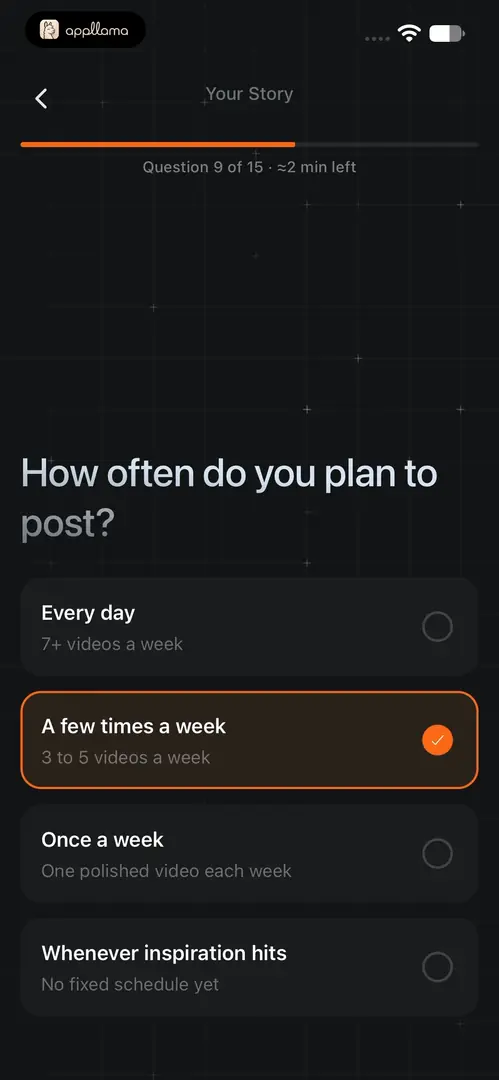 appllama
Your Story
Question 9 of 15 · ≈2 min left
How often do you plan to
post?
Every day
7+ videos a week
A few times a week
3 to 5 videos a week
Once a week
One polished video each week
Whenever inspiration hits
No fixed schedule yet